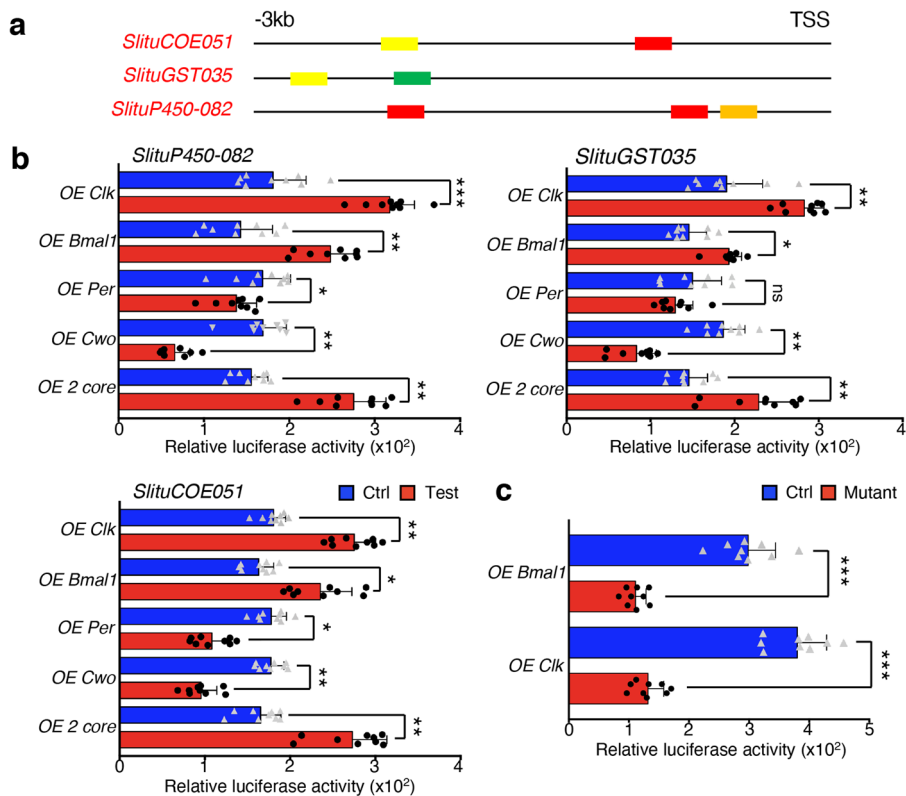 a
-3kb TSS
SlituCOE051
SlituGST035
SlituP450-082
b
SlituP450-082
OE Clk ***
OE Bmal1 **
OE Per *
OE Cwo **
OE 2 core **
0 1 2 3 4
Relative luciferase activity (x10²)
SlituGST035
OE Clk **
OE Bmal1 *
OE Per ns
OE Cwo **
OE 2 core **
0 1 2 3 4
Relative luciferase activity (x10²)
SlituCOE051
Ctrl Test
OE Clk **
OE Bmal1 *
OE Per *
OE Cwo **
OE 2 core **
0 1 2 3 4
Relative luciferase activity (x10²)
c
Ctrl Mutant
OE Bmal1 ***
OE Clk ***
0 1 2 3 4 5
Relative luciferase activity (x10²)